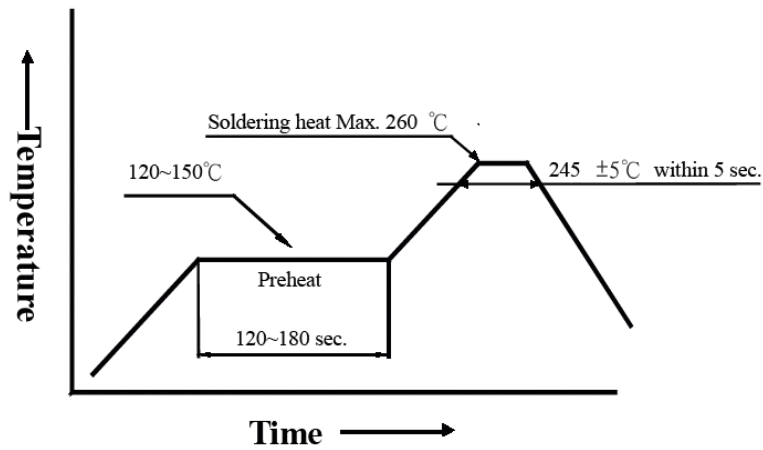 Temperature
Soldering heat Max. 260 ℃
120~150℃
245 ±5℃ within 5 sec.
Preheat
120~180 sec.
Time